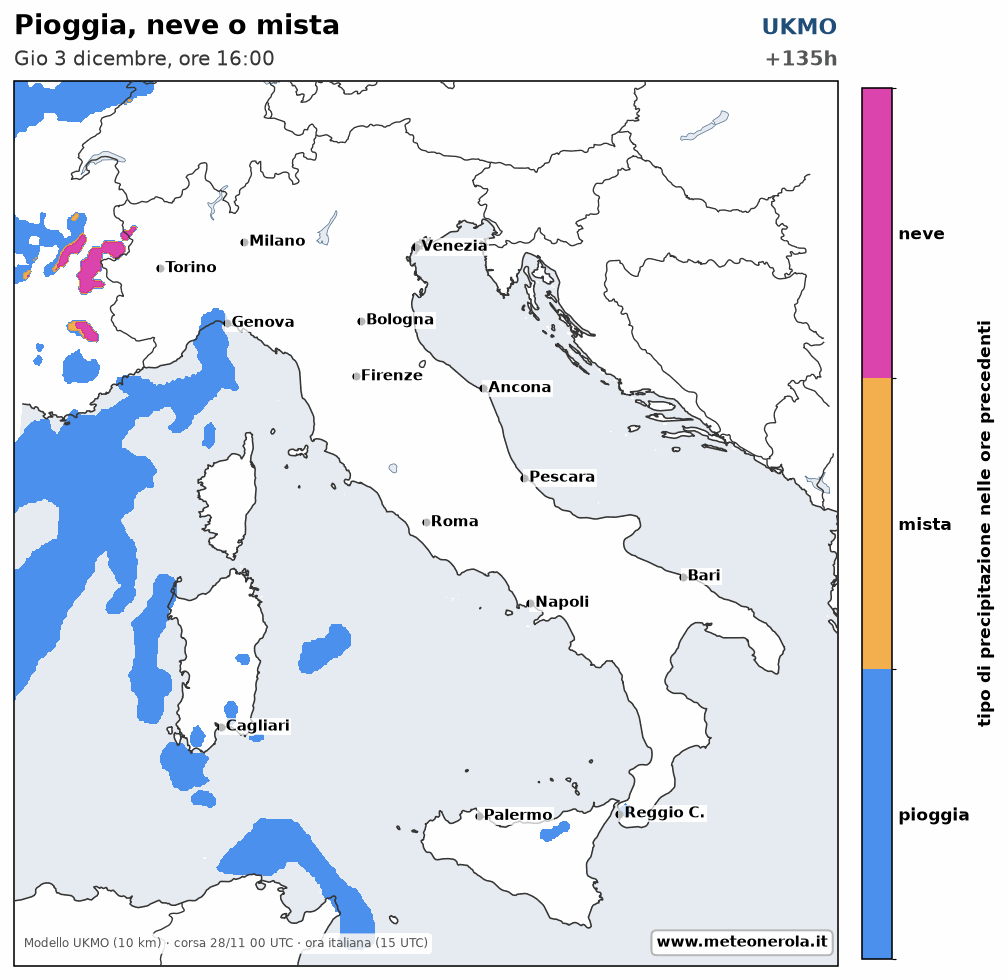 Pioggia, neve o mista
UKMO
Gio 3 dicembre, ore 16:00
+135h
neve
mista
pioggia
tipo di precipitazione nelle ore precedenti
Milano
Venezia
Torino
Genova
Bologna
Firenze
Ancona
Pescara
Roma
Bari
Napoli
Cagliari
Palermo
Reggio C.
Modello UKMO (10 km) · corsa 28/11 00 UTC · ora italiana (15 UTC)
www.meteonerola.it